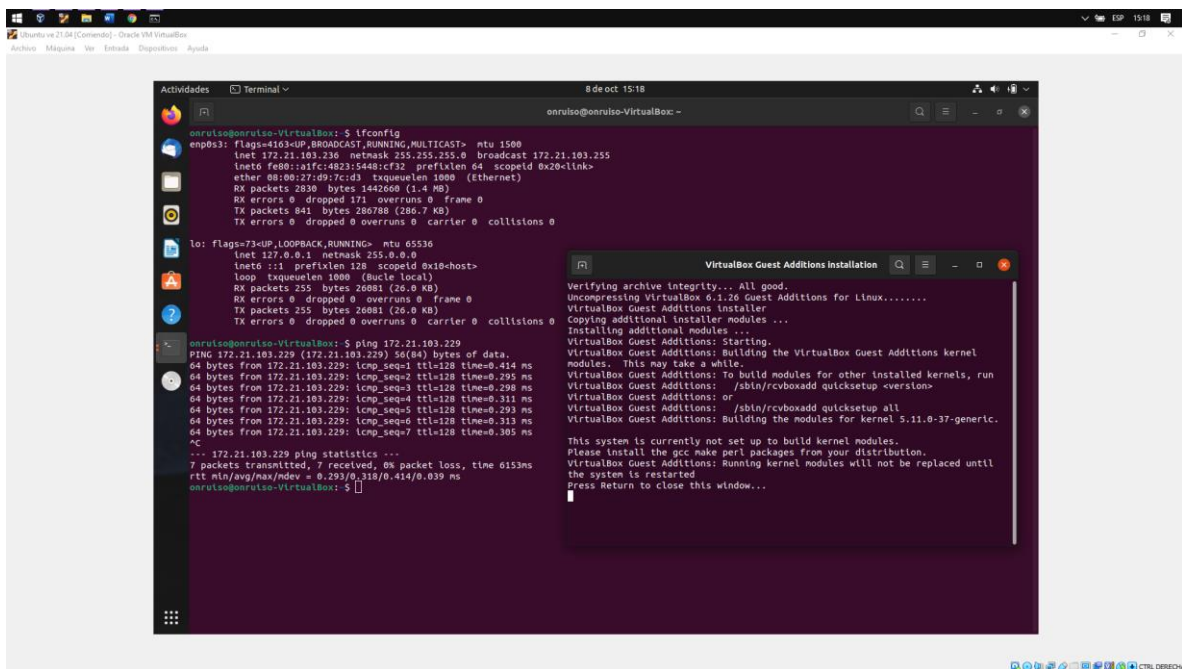 ESP 15:18
Ubuntu ve 21.04 [Corriendo] - Oracle VM VirtualBox
Archivo Máquina Ver Entrada Dispositivos Ayuda
Actividades Terminal 8 de oct 15:18
onruiso@onruiso-VirtualBox: ~
onruiso@onruiso-VirtualBox:~$ ifconfig
enp0s3: flags=4163<UP,BROADCAST,RUNNING,MULTICAST> mtu 1500
inet 172.21.103.236 netmask 255.255.255.0 broadcast 172.21.103.255
inet6 fe80::a1fc:4823:5448:cf32 prefixlen 64 scopeid 0x20<link>
ether 08:00:27:d9:7c:d3 txqueuelen 1000 (Ethernet)
RX packets 2830 bytes 1442660 (1.4 MB)
RX errors 0 dropped 171 overruns 0 frame 0
TX packets 841 bytes 286788 (286.7 KB)
TX errors 0 dropped 0 overruns 0 carrier 0 collisions 0
lo: flags=73<UP,LOOPBACK,RUNNING> mtu 65536
inet 127.0.0.1 netmask 255.0.0.0
inet6 ::1 prefixlen 128 scopeid 0x10<host>
loop txqueuelen 1000 (Bucle local)
RX packets 255 bytes 26081 (26.0 KB)
RX errors 0 dropped 0 overruns 0 frame 0
TX packets 255 bytes 26081 (26.0 KB)
TX errors 0 dropped 0 overruns 0 carrier 0 collisions 0
onruiso@onruiso-VirtualBox:~$ ping 172.21.103.229
PING 172.21.103.229 (172.21.103.229) 56(84) bytes of data.
64 bytes from 172.21.103.229: icmp_seq=1 ttl=128 time=0.414 ms
64 bytes from 172.21.103.229: icmp_seq=2 ttl=128 time=0.295 ms
64 bytes from 172.21.103.229: icmp_seq=3 ttl=128 time=0.298 ms
64 bytes from 172.21.103.229: icmp_seq=4 ttl=128 time=0.311 ms
64 bytes from 172.21.103.229: icmp_seq=5 ttl=128 time=0.293 ms
64 bytes from 172.21.103.229: icmp_seq=6 ttl=128 time=0.313 ms
64 bytes from 172.21.103.229: icmp_seq=7 ttl=128 time=0.305 ms
^C
--- 172.21.103.229 ping statistics ---
7 packets transmitted, 7 received, 0% packet loss, time 6153ms
rtt min/avg/max/mdev = 0.293/0.318/0.414/0.039 ms
onruiso@onruiso-VirtualBox:~$
VirtualBox Guest Additions installation
Verifying archive integrity... All good.
Uncompressing VirtualBox 6.1.26 Guest Additions for Linux........
VirtualBox Guest Additions installer
Copying additional installer modules ...
Installing additional modules ...
VirtualBox Guest Additions: Starting.
VirtualBox Guest Additions: Building the VirtualBox Guest Additions kernel
modules. This may take a while.
VirtualBox Guest Additions: To build modules for other installed kernels, run
VirtualBox Guest Additions: /sbin/rcvboxadd quicksetup <version>
VirtualBox Guest Additions: or
VirtualBox Guest Additions: /sbin/rcvboxadd quicksetup all
VirtualBox Guest Additions: Building the modules for kernel 5.11.0-37-generic.
This system is currently not set up to build kernel modules.
Please install the gcc make perl packages from your distribution.
VirtualBox Guest Additions: Running kernel modules will not be replaced until
the system is restarted
Press Return to close this window...
CTRL DERECHA